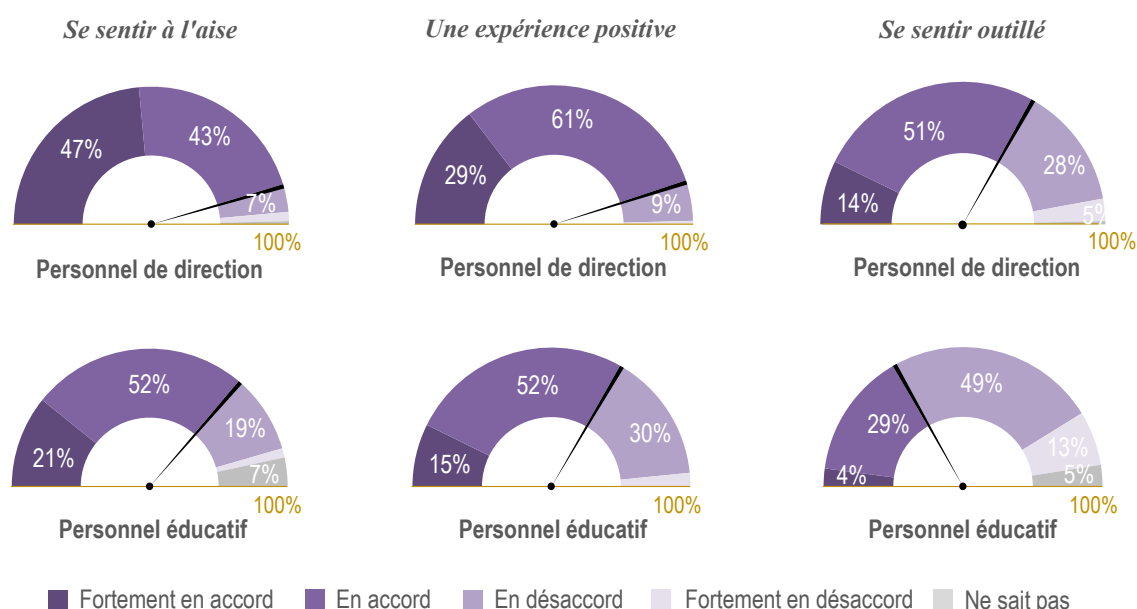 Se sentir à l'aise
Une expérience positive
Se sentir outillé
47%
43%
7%
100%
Personnel de direction
29%
61%
9%
100%
Personnel de direction
14%
51%
28%
5%
100%
Personnel de direction
21%
52%
19%
7%
100%
Personnel éducatif
15%
52%
30%
100%
Personnel éducatif
4%
29%
49%
13%
5%
100%
Personnel éducatif
Fortement en accord
En accord
En désaccord
Fortement en désaccord
Ne sait pas